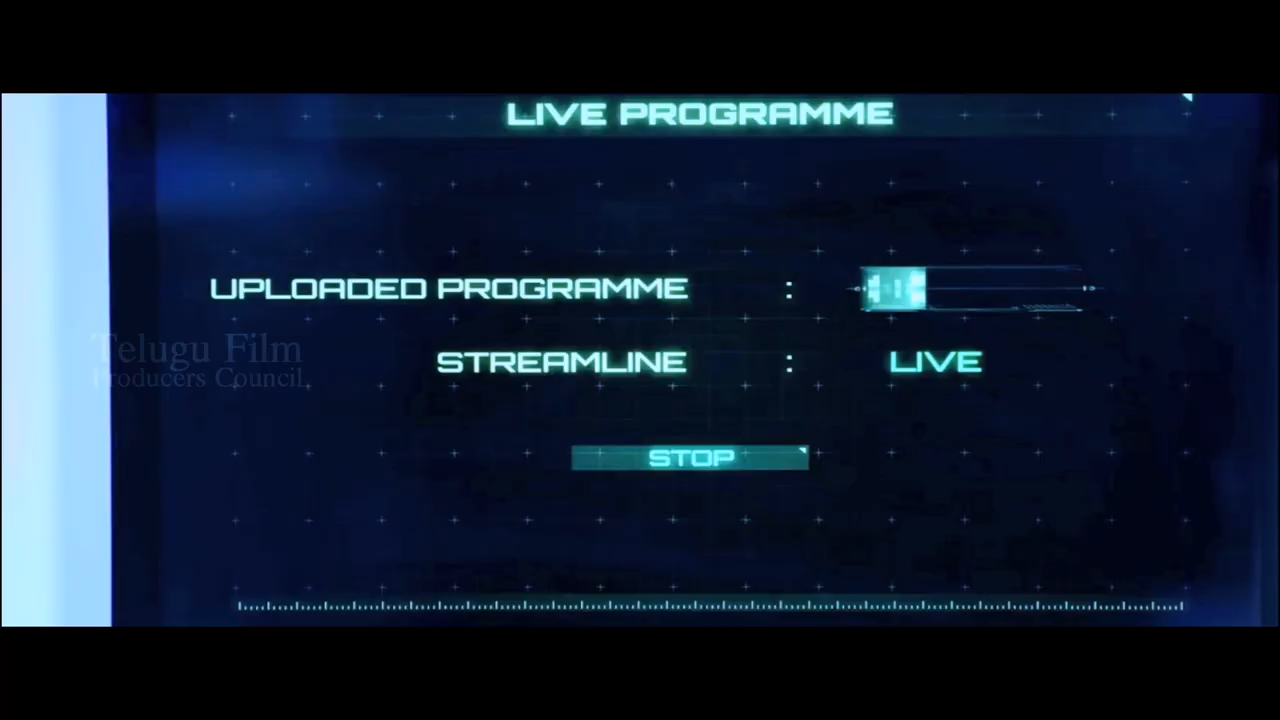 LIVE PROGRAMME
UPLOADED PROGRAMME :
STREAMLINE : LIVE
Telugu Film
Producers Council
STOP